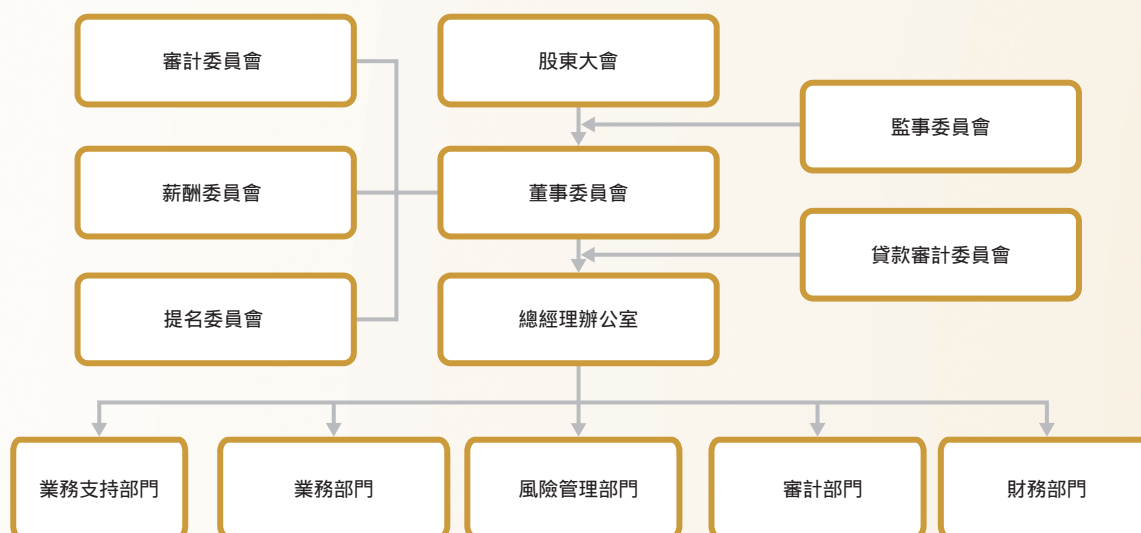 審計委員會
股東大會
監事委員會
薪酬委員會
董事委員會
貸款審計委員會
提名委員會
總經理辦公室
業務支持部門
業務部門
風險管理部門
審計部門
財務部門